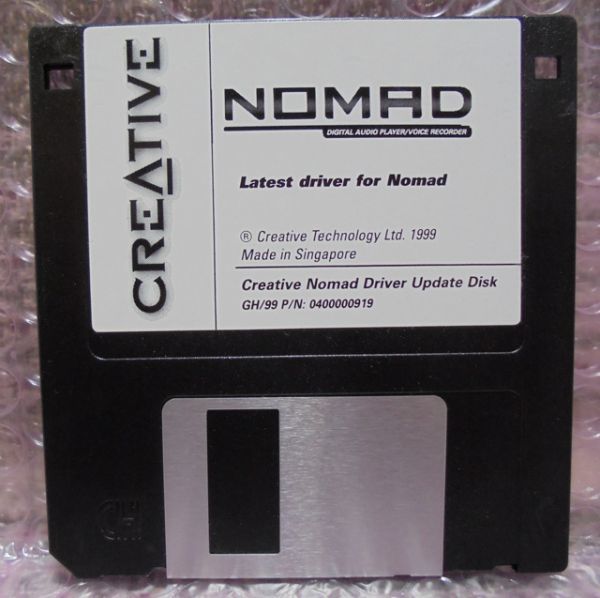 CREATIVE
NOMAD
DIGITAL AUDIO PLAYER/VOICE RECORDER
Latest driver for Nomad
® Creative Technology Ltd. 1999
Made in Singapore
Creative Nomad Driver Update Disk
GH/99 P/N: 0400000919